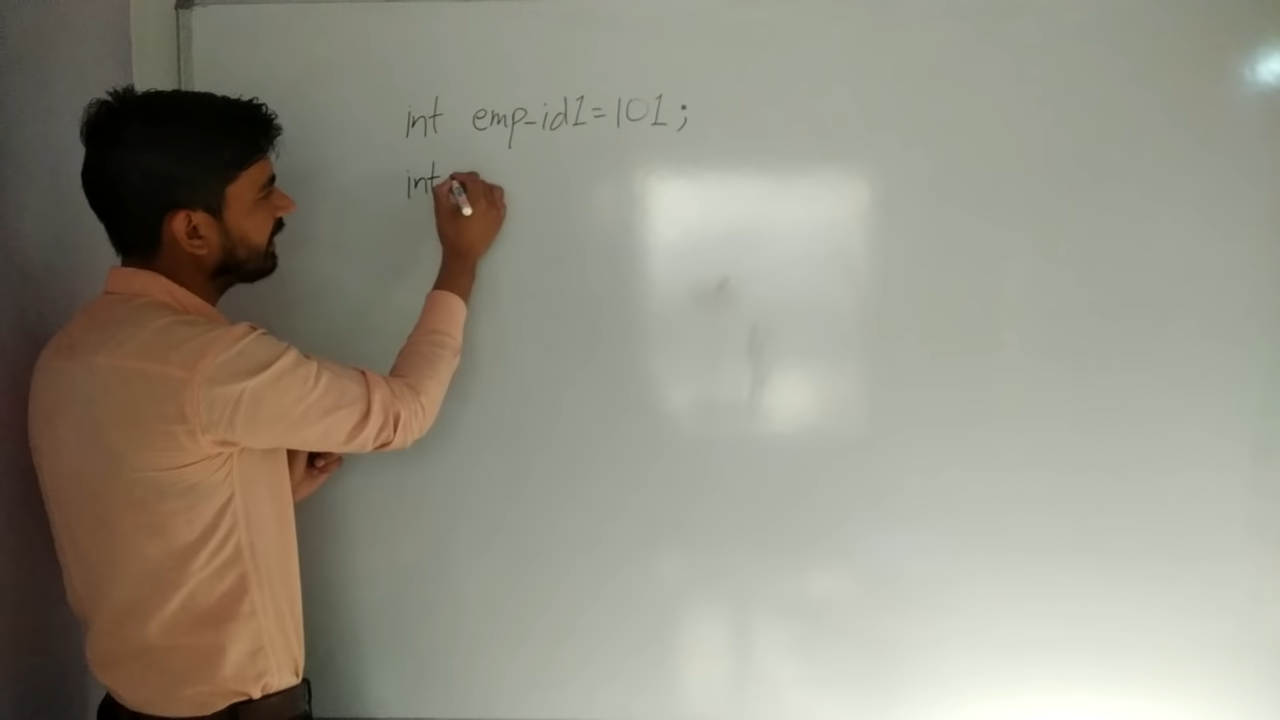 int emp-id1=101;
int